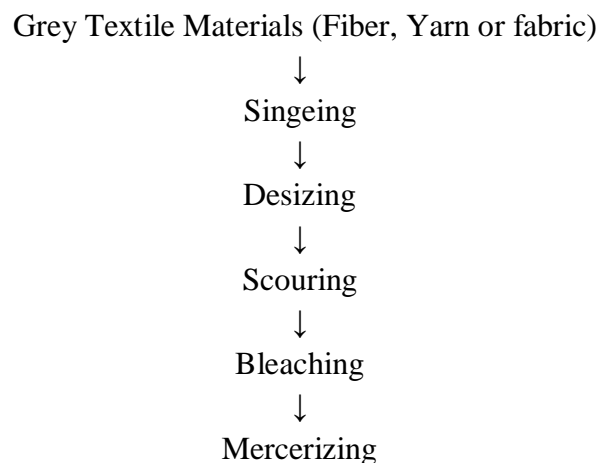 Grey Textile Materials (Fiber, Yarn or fabric)
↓
Singeing
↓
Desizing
↓
Scouring
↓
Bleaching
↓
Mercerizing